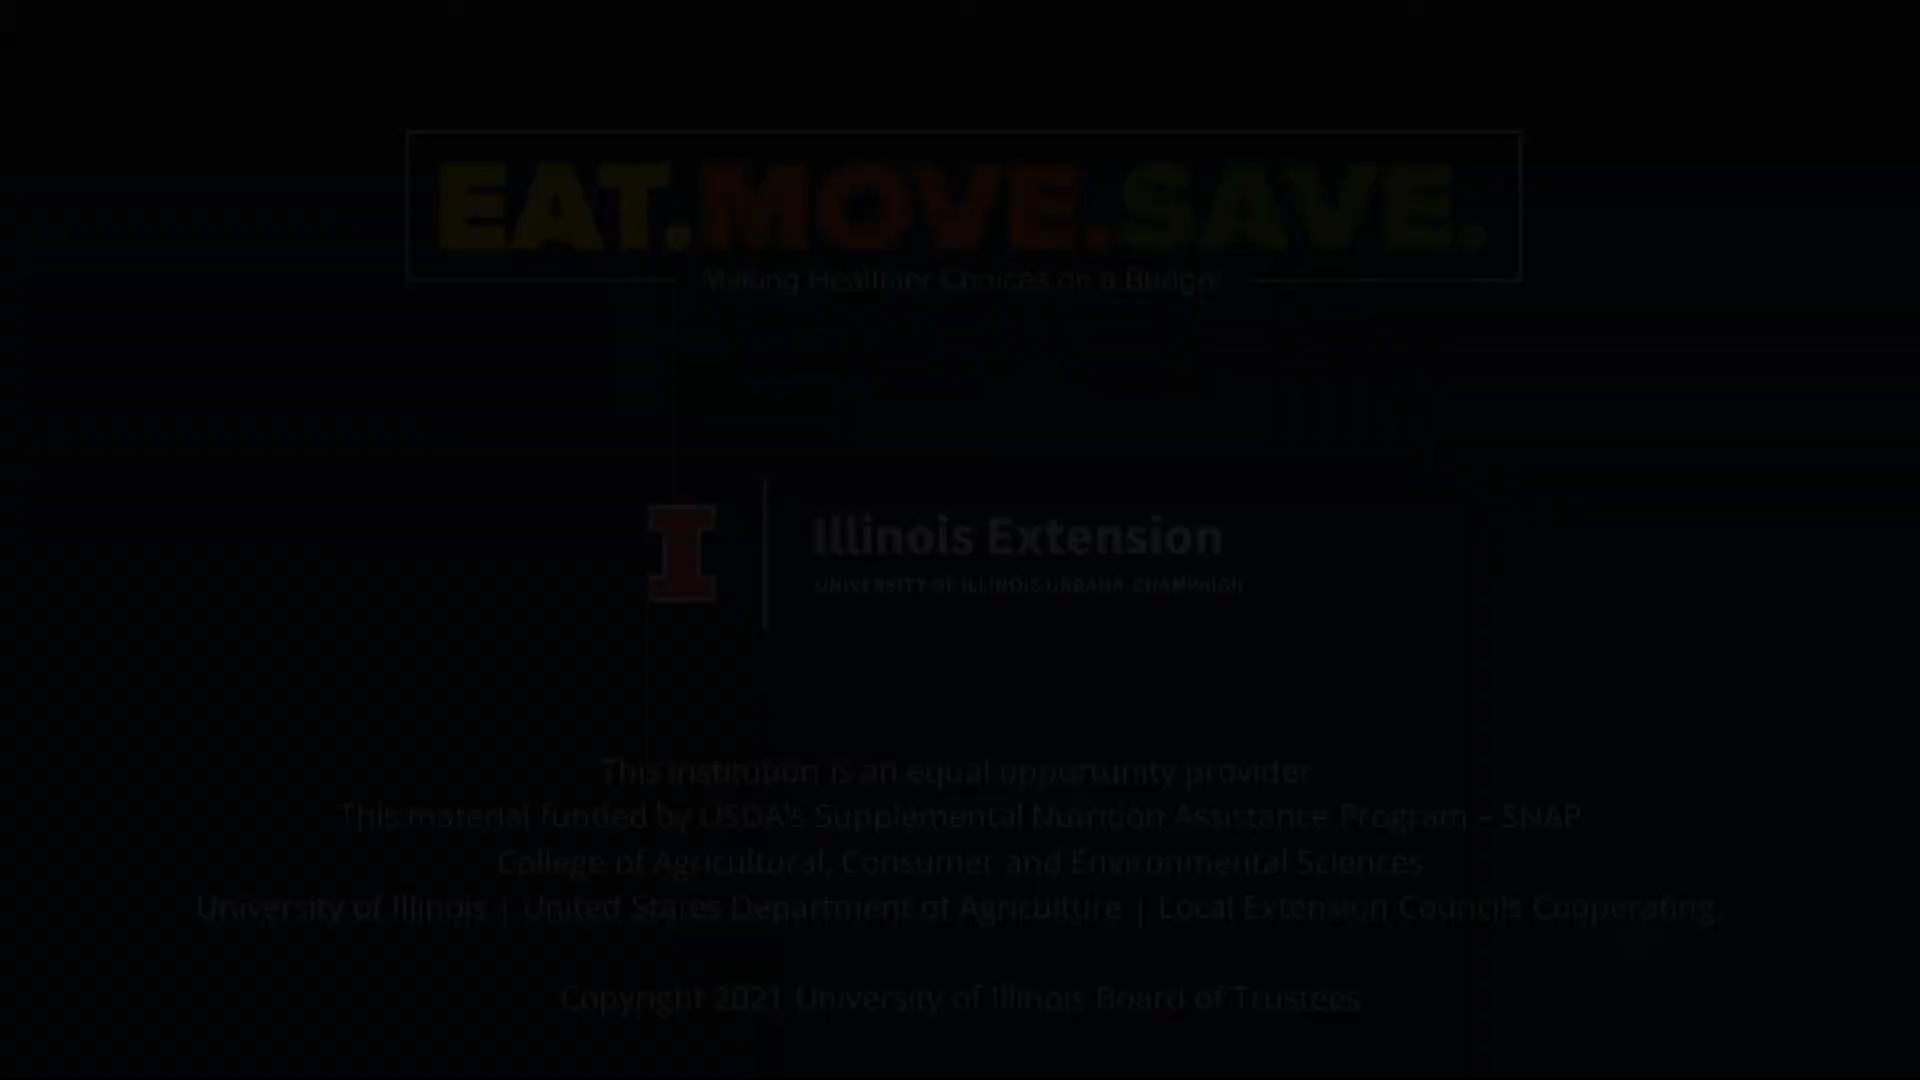 EAT.MOVE.SAVE.
Making Healthier Choices on a Budget
I
Illinois Extension
UNIVERSITY OF ILLINOIS URBANA-CHAMPAIGN
This institution is an equal opportunity provider.
This material funded by USDA's Supplemental Nutrition Assistance Program – SNAP
College of Agricultural, Consumer and Environmental Sciences
University of Illinois | United States Department of Agriculture | Local Extension Councils Cooperating.
Copyright 2021 University of Illinois Board of Trustees